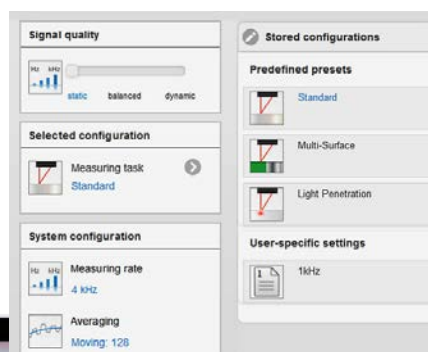 Signal quality
Hz kHz
static balanced dynamic
Selected configuration
Measuring task
Standard
System configuration
Hz kHz
Measuring rate
4 kHz
Averaging
Moving: 128
Stored configurations
Predefined presets
Standard
Multi-Surface
Light Penetration
User-specific settings
1
1kHz